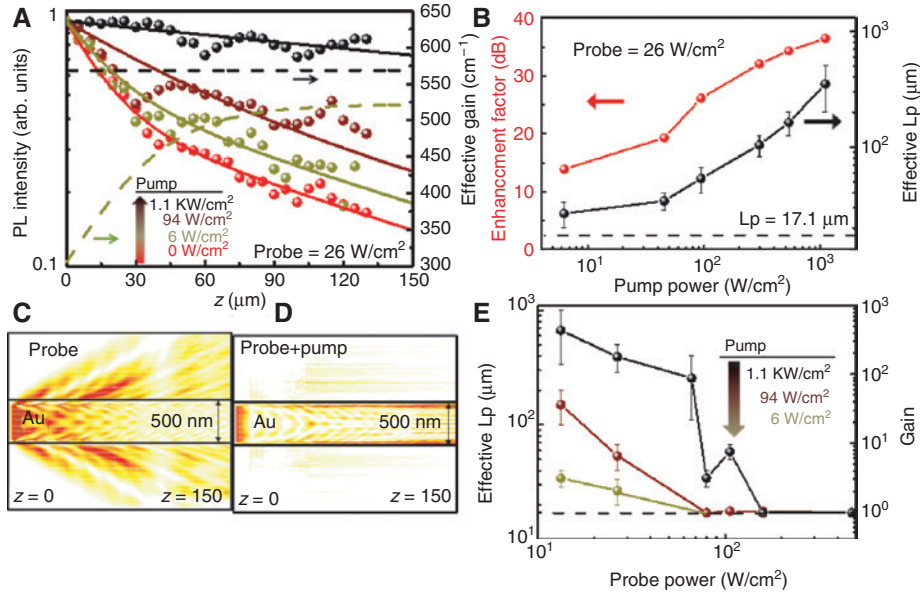 A
PL intensity (arb. units)
1
0.1
650
600
550
500
450
400
350
300
Effective gain (cm⁻¹)
Pump
1.1 KW/cm²
94 W/cm²
6 W/cm²
0 W/cm²
Probe = 26 W/cm²
0 30 60 90 120 150
z (μm)
B
Enhanccment factor (dB)
40
30
20
10
0
Probe = 26 W/cm²
Lp = 17.1 μm
10³
10²
Effective Lp (μm)
10¹ 10² 10³
Pump power (W/cm²)
C
Probe
Au
500 nm
z = 0 z = 150
D
Probe+pump
Au
500 nm
z = 0 z = 150
E
Effective Lp (μm)
10³
10²
10¹
Pump
1.1 KW/cm²
94 W/cm²
6 W/cm²
10³
10²
10¹
10⁰
Gain
10¹ 10²
Probe power (W/cm²)